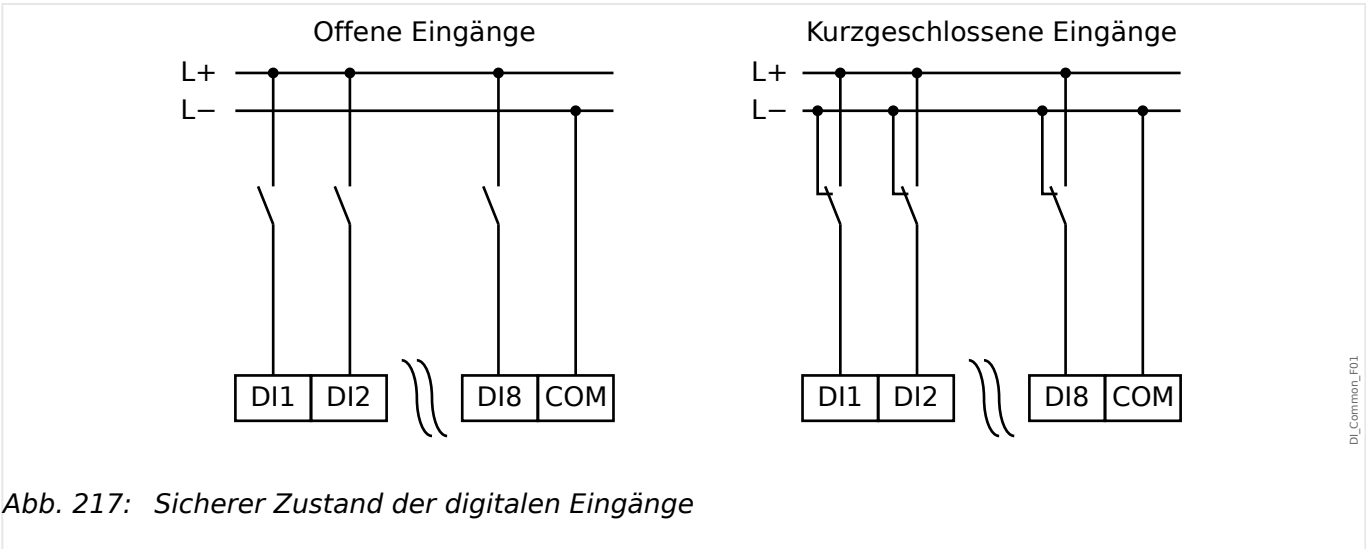 Offene Eingänge
L+
L−
DI1 DI2 DI8 COM
Kurzgeschlossene Eingänge
L+
L−
DI1 DI2 DI8 COM
DI_Common_F01
Abb. 217: Sicherer Zustand der digitalen Eingänge